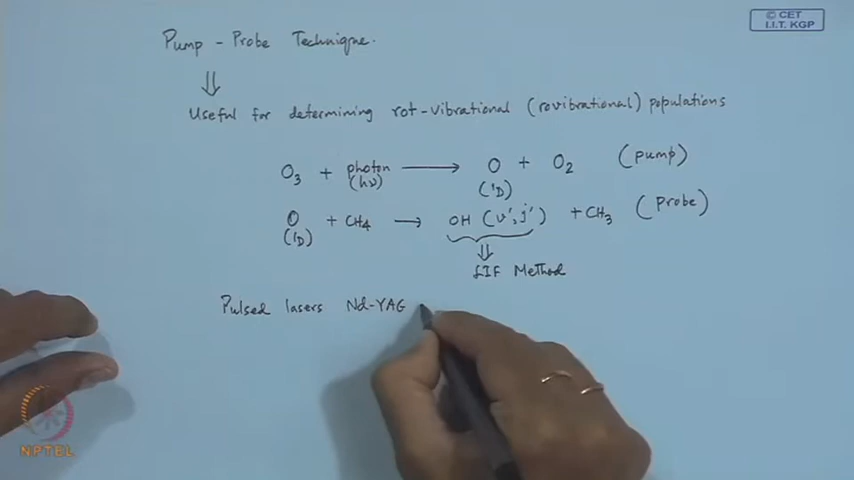 © CET
I.I.T. KGP
Pump - Probe Technique.
Useful for determining rot-vibrational (rovibrational) populations
O₃ + photon → O + O₂ (pump)
(hν) (¹D)
O + CH₄ → OH (v', j') + CH₃ (Probe)
(¹D)
LIF Method
Pulsed lasers Nd-YAG
NPTEL